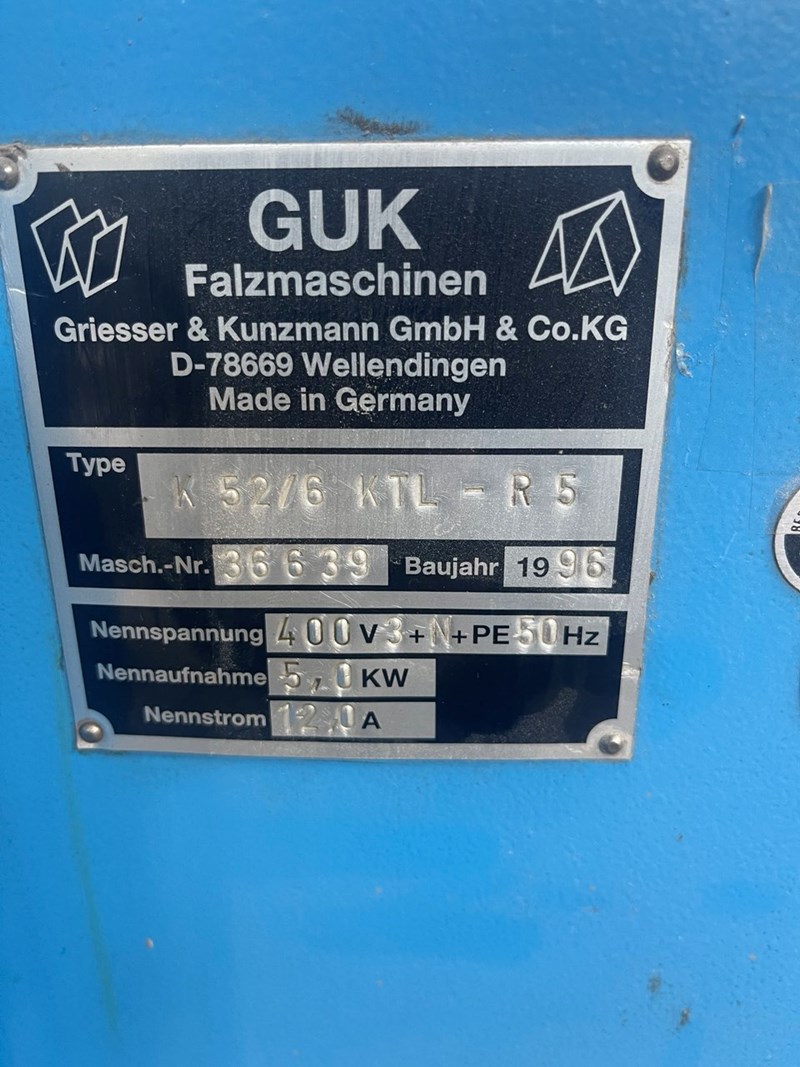 GUK
Falzmaschinen
Griesser & Kunzmann GmbH & Co.KG
D-78669 Wellendingen
Made in Germany
Type K 52/6 KTL - R 5
Masch.-Nr. 36639 Baujahr 1996
Nennspannung 400 V 3+N+PE 50 Hz
Nennaufnahme 5,0 KW
Nennstrom 12,0 A